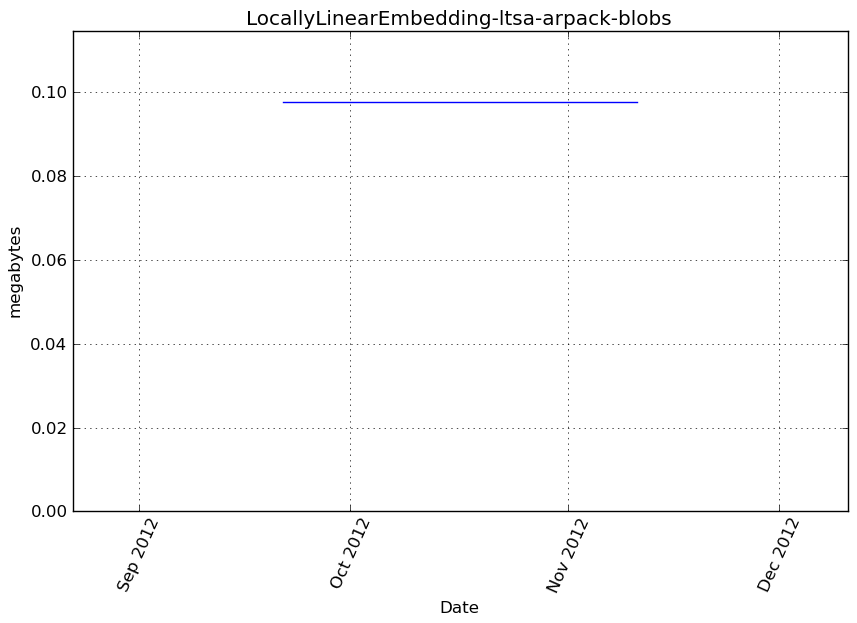 LocallyLinearEmbedding-ltsa-arpack-blobs
megabytes
0.10
0.08
0.06
0.04
0.02
0.00
Sep 2012
Oct 2012
Nov 2012
Dec 2012
Date